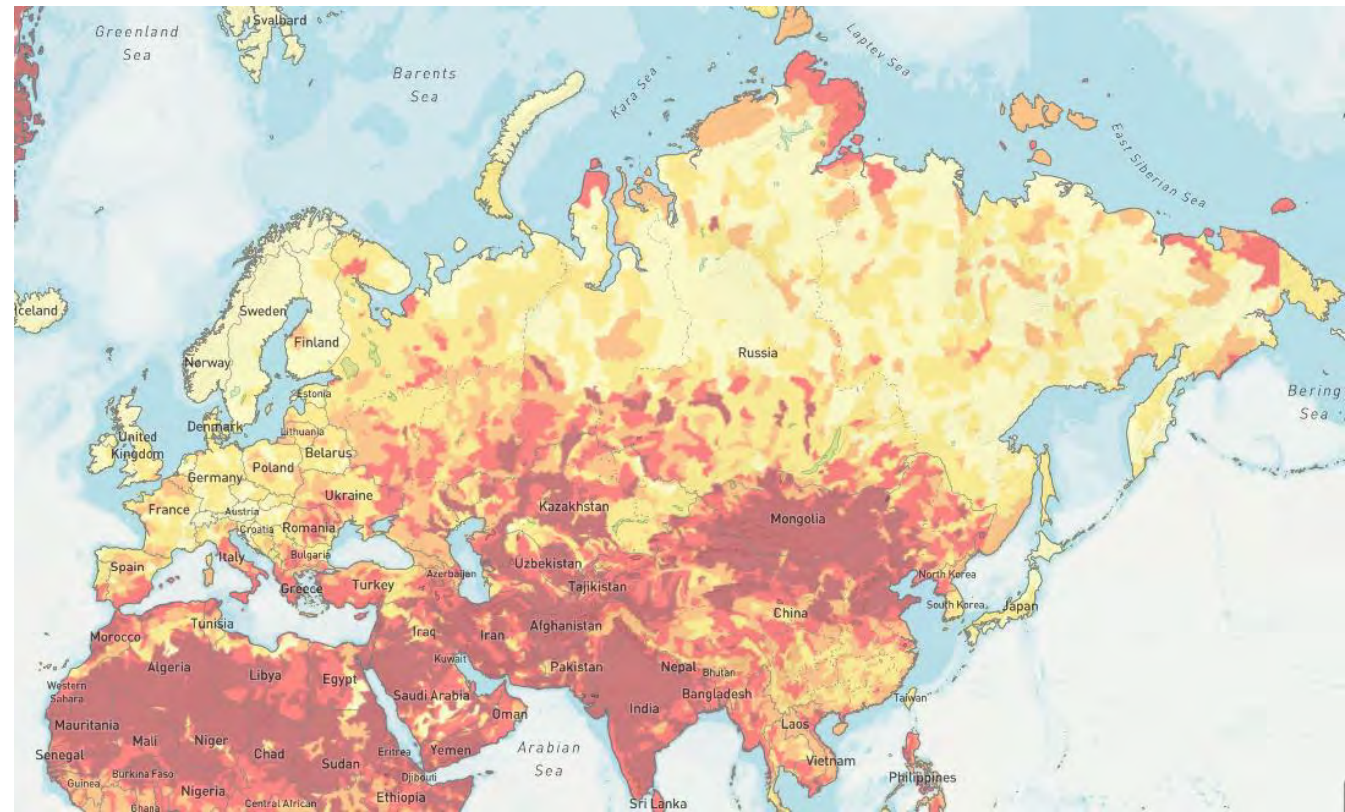 Svalbard
Greenland
Sea
Laptev Sea
Barents
Sea
Kara Sea
East Siberian Sea
Iceland
Sweden
Finland
Norway
Russia
Bering
Sea
Estonia
Denmark
Lithuania
United
Kingdom
Belarus
Poland
Germany
Ukraine
France
Austria
Kazakhstan
Mongolia
Croatia
Romania
Italy
Bulgaria
Spain
Uzbekistan
Azerbaijan
North Korea
Greece
Turkey
Tajikistan
South Korea
Japan
China
Tunisia
Morocco
Iraq
Iran
Afghanistan
Kuwait
Algeria
Libya
Egypt
Pakistan
Nepal
Bhutan
Western
Sahara
Saudi Arabia
Bangladesh
Taiwan
India
Oman
Mauritania
Laos
Mali
Niger
Chad
Eritrea
Yemen
Arabian
Sea
Senegal
Sudan
Vietnam
Burkina Faso
Djibouti
Philippines
Guinea
Nigeria
Ethiopia
Ghana
Central African
Sri Lanka